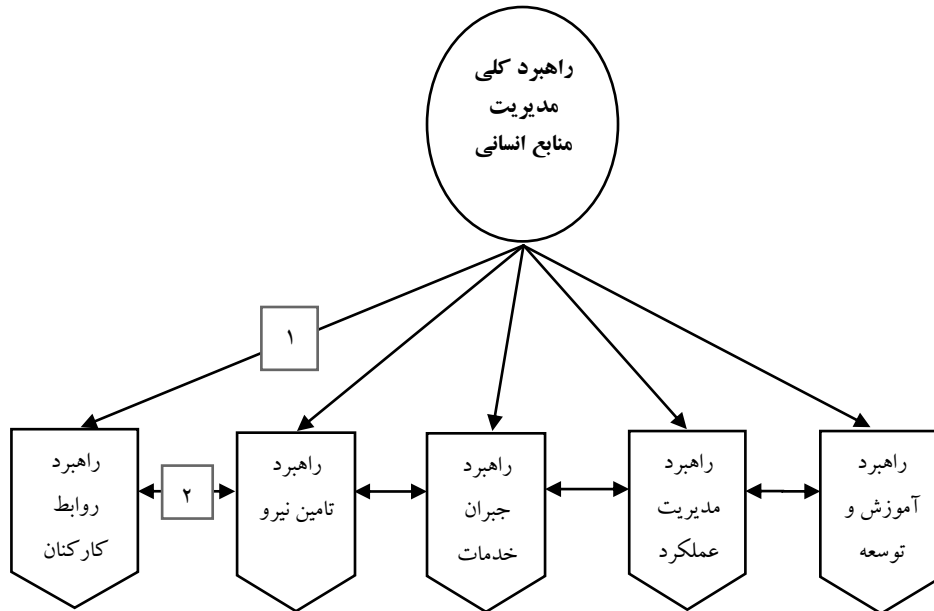 راهبرد کلی
مدیریت
منابع انسانی
۱
راهبرد
آموزش و
توسعه
راهبرد
مدیریت
عملکرد
راهبرد
جبران
خدمات
راهبرد
تامین نیرو
۲
راهبرد
روابط
کارکنان